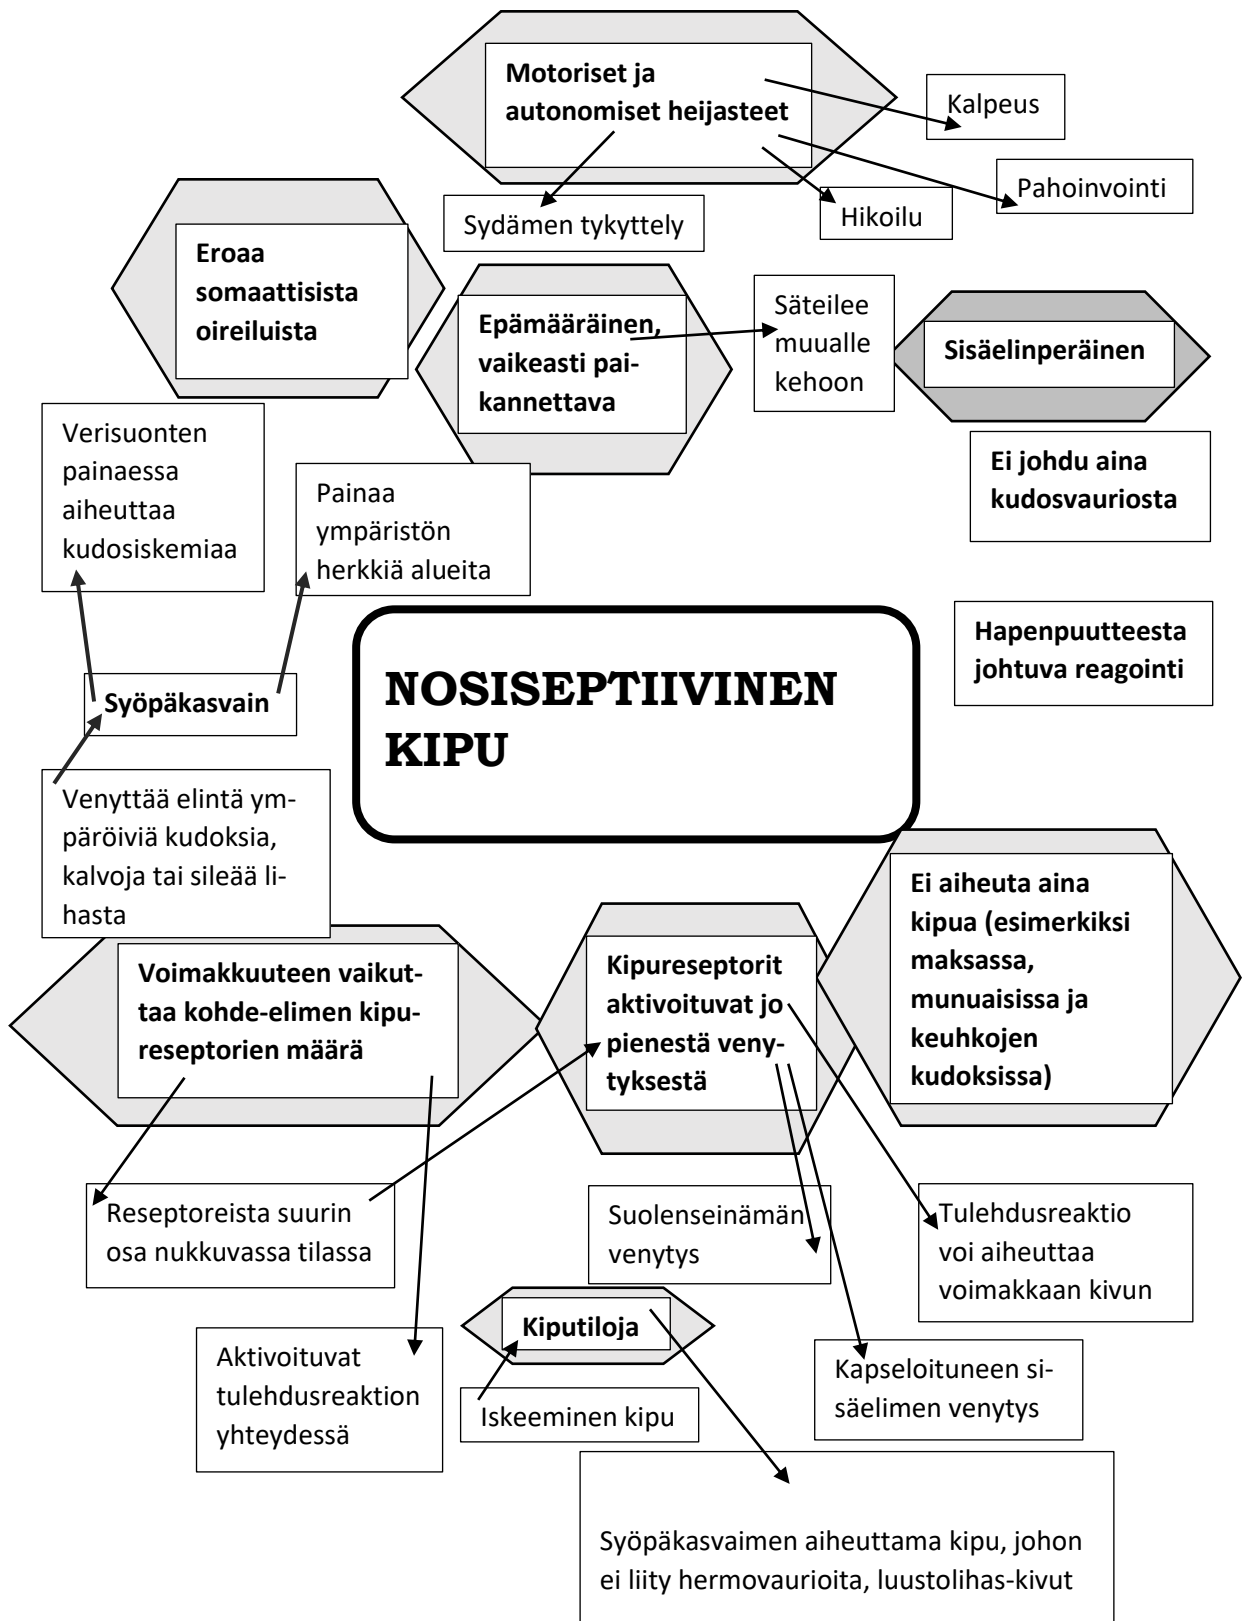 Motoriset ja
autonomiset heijasteet
Kalpeus
Pahoinvointi
Hikoilu
Sydämen tykyttely
Eroaa
somaattisista
oireiluista
Epämääräinen,
vaikeasti pai-
kannettava
Säteilee
muualle
kehoon
Sisäelinperäinen
Verisuonten
painaessa
aiheuttaa
kudosiskemiaa
Painaa
ympäristön
herkkiä alueita
Ei johdu aina
kudosvauriosta
Hapenpuutteesta
johtuva reagointi
Syöpäkasvain
NOSISEPTIIVINEN
KIPU
Venyttää elintä ym-
päröiviä kudoksia,
kalvoja tai sileää li-
hasta
Voimakkuuteen vaikut-
taa kohde-elimen kipu-
reseptorien määrä
Kipureseptorit
aktivoituvat jo
pienestä veny-
tyksestä
Ei aiheuta aina
kipua (esimerkiksi
maksassa,
munuaisissa ja
keuhkojen
kudoksissa)
Reseptoreista suurin
osa nukkuvassa tilassa
Suolenseinämän
venytys
Tulehdusreaktio
voi aiheuttaa
voimakkaan kivun
Aktivoituvat
tulehdusreaktion
yhteydessä
Kiputiloja
Iskeeminen kipu
Kapseloituneen si-
säelimen venytys
Syöpäkasvaimen aiheuttama kipu, johon
ei liity hermovaurioita, luustolihas-kivut